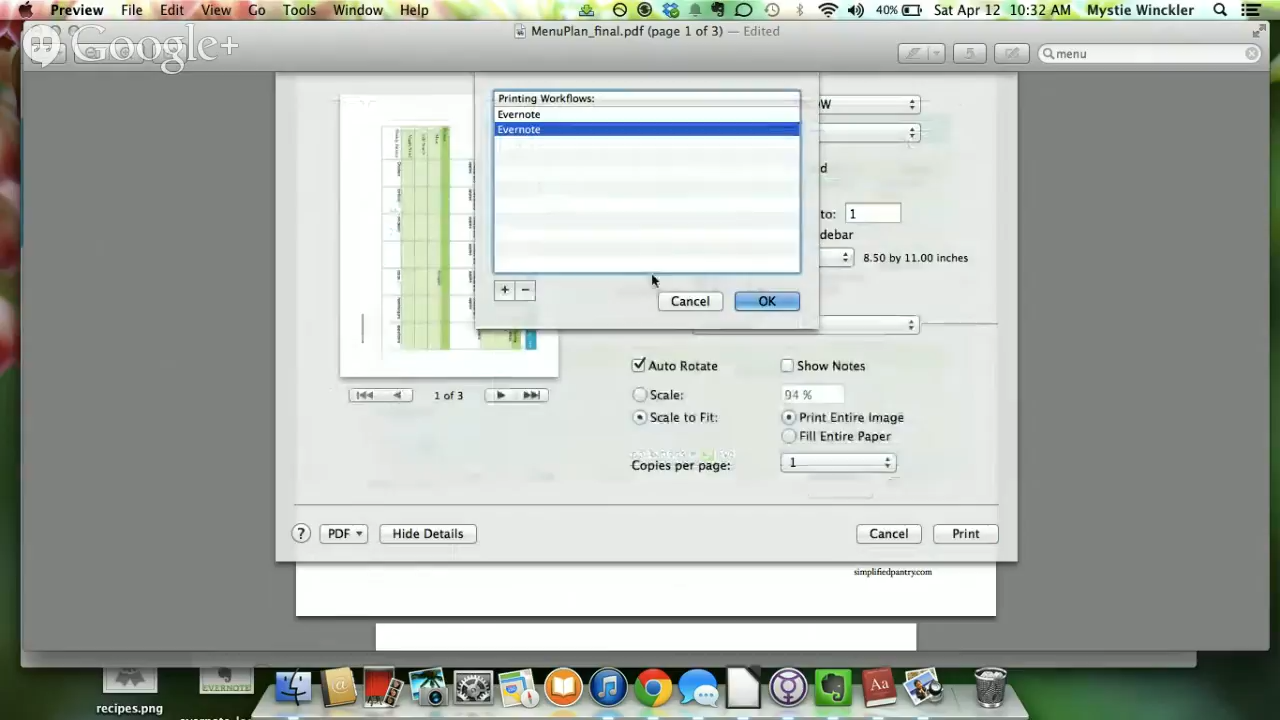 Preview File Edit View Go Tools Window Help 40% Sat Apr 12 10:32 AM Mystie Winckler
Google+
MenuPlan_final.pdf (page 1 of 3) — Edited
menu
Printing Workflows:
Evernote
Evernote
W
d
to: 1
debar
8.50 by 11.00 inches
+ −
Cancel OK
Auto Rotate Show Notes
1 of 3
Scale: 94 %
Scale to Fit: Print Entire Image
Fill Entire Paper
Copies per page: 1
? PDF Hide Details Cancel Print
simplifiedpantry.com
EVERNOTE
Aa
recipes.png